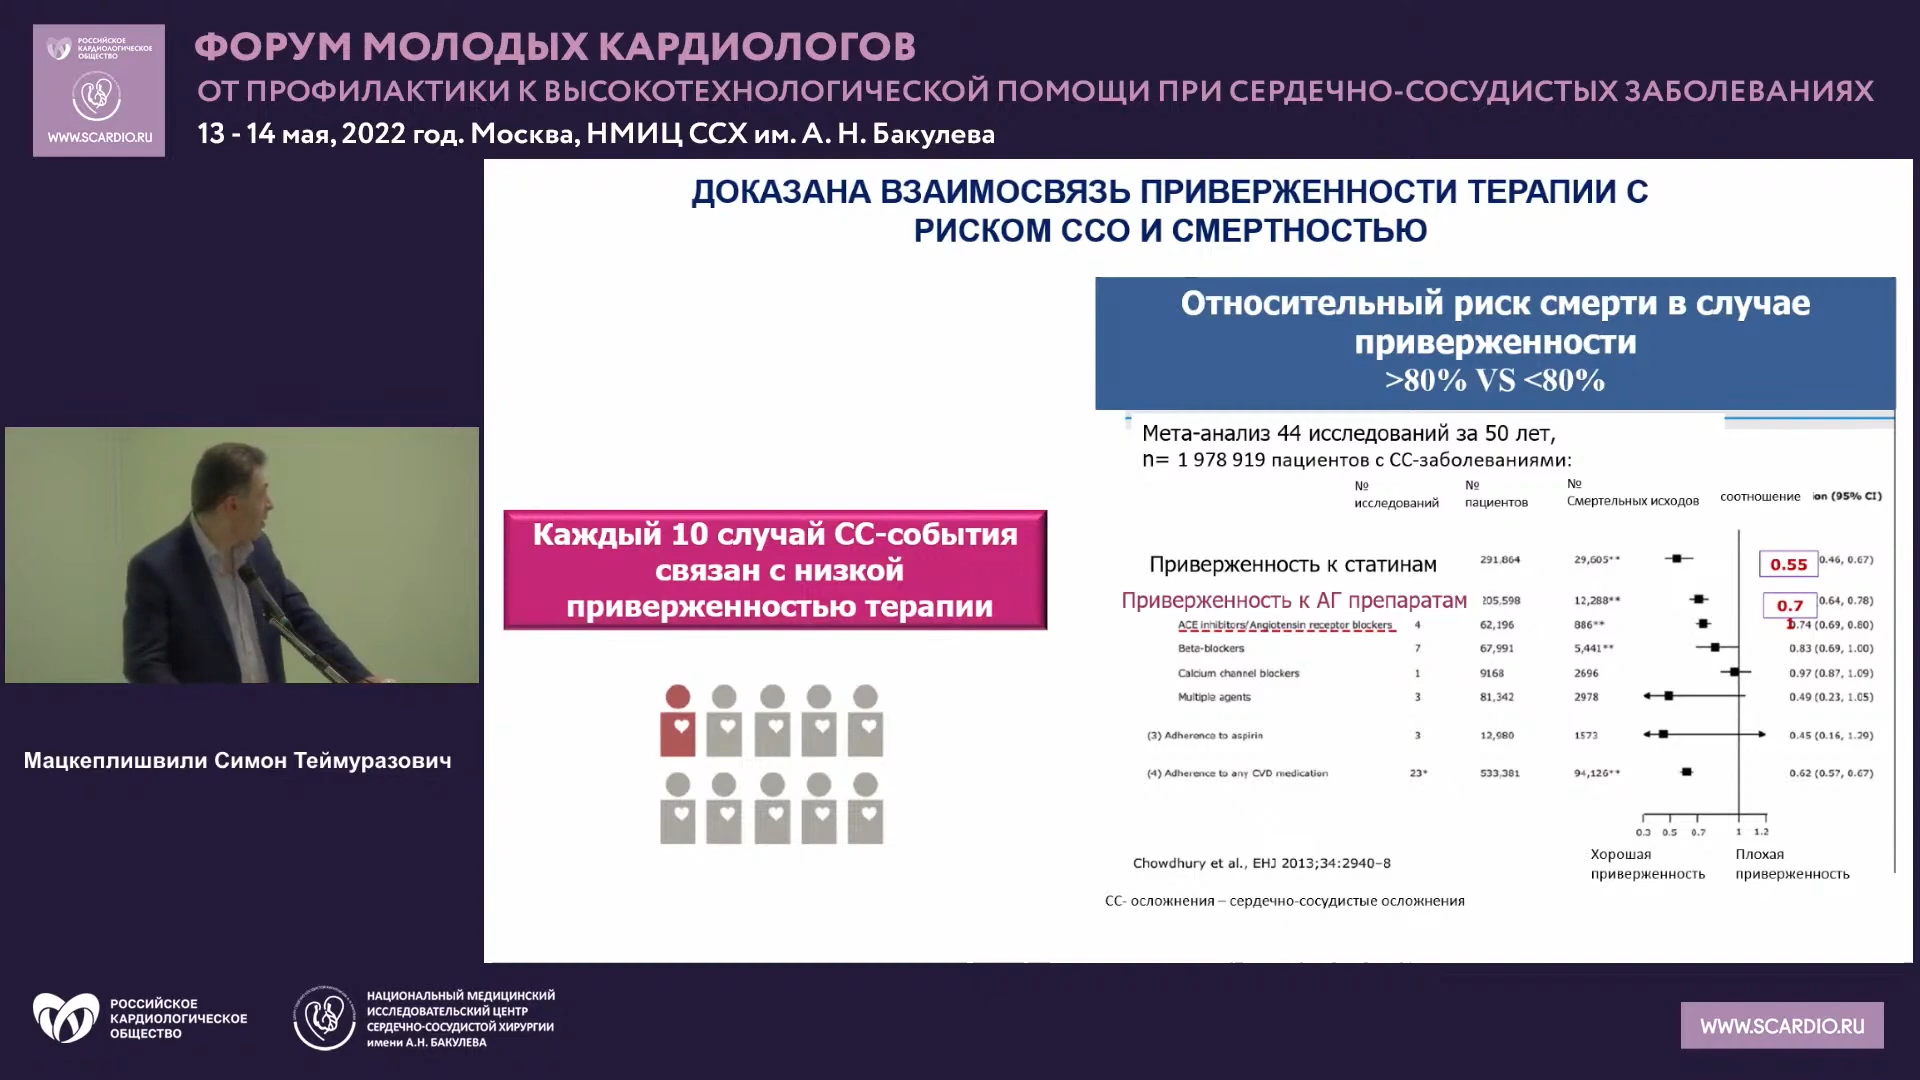 РОССИЙСКОЕ
КАРДИОЛОГИЧЕСКОЕ
ОБЩЕСТВО
WWW.SCARDIO.RU
ФОРУМ МОЛОДЫХ КАРДИОЛОГОВ
ОТ ПРОФИЛАКТИКИ К ВЫСОКОТЕХНОЛОГИЧЕСКОЙ ПОМОЩИ ПРИ СЕРДЕЧНО-СОСУДИСТЫХ ЗАБОЛЕВАНИЯХ
13 - 14 мая, 2022 год. Москва, НМИЦ ССХ им. А. Н. Бакулева
ДОКАЗАНА ВЗАИМОСВЯЗЬ ПРИВЕРЖЕННОСТИ ТЕРАПИИ С
РИСКОМ ССО И СМЕРТНОСТЬЮ
Каждый 10 случай СС-события
связан с низкой
приверженностью терапии
Относительный риск смерти в случае
приверженности
>80% VS <80%
Мета-анализ 44 исследований за 50 лет,
n= 1 978 919 пациентов с СС-заболеваниями:
№ исследований № пациентов № Смертельных исходов соотношение ion (95% CI)
Приверженность к статинам 291,864 29,605** 0.55 0.46, 0.67)
Приверженность к АГ препаратам 205,598 12,288** 0.71 0.64, 0.78)
ACE inhibitors/Angiotensin receptor blockers 4 62,196 886** 0.74 (0.69, 0.80)
Beta-blockers 7 67,991 5,441** 0.83 (0.69, 1.00)
Calcium channel blockers 1 9168 2696 0.97 (0.87, 1.09)
Multiple agents 3 81,342 2978 0.49 (0.23, 1.05)
(3) Adherence to aspirin 3 12,980 1573 0.45 (0.16, 1.29)
(4) Adherence to any CVD medication 23* 533,381 94,126** 0.62 (0.57, 0.67)
0.3 0.5 0.7 1 1.2
Хорошая приверженность Плохая приверженность
Chowdhury et al., EHJ 2013;34:2940–8
СС- осложнения – сердечно-сосудистые осложнения
Мацкеплишвили Симон Теймуразович
РОССИЙСКОЕ
КАРДИОЛОГИЧЕСКОЕ
ОБЩЕСТВО
НАЦИОНАЛЬНЫЙ МЕДИЦИНСКИЙ
ИССЛЕДОВАТЕЛЬСКИЙ ЦЕНТР
СЕРДЕЧНО-СОСУДИСТОЙ ХИРУРГИИ
имени А.Н. БАКУЛЕВА
WWW.SCARDIO.RU